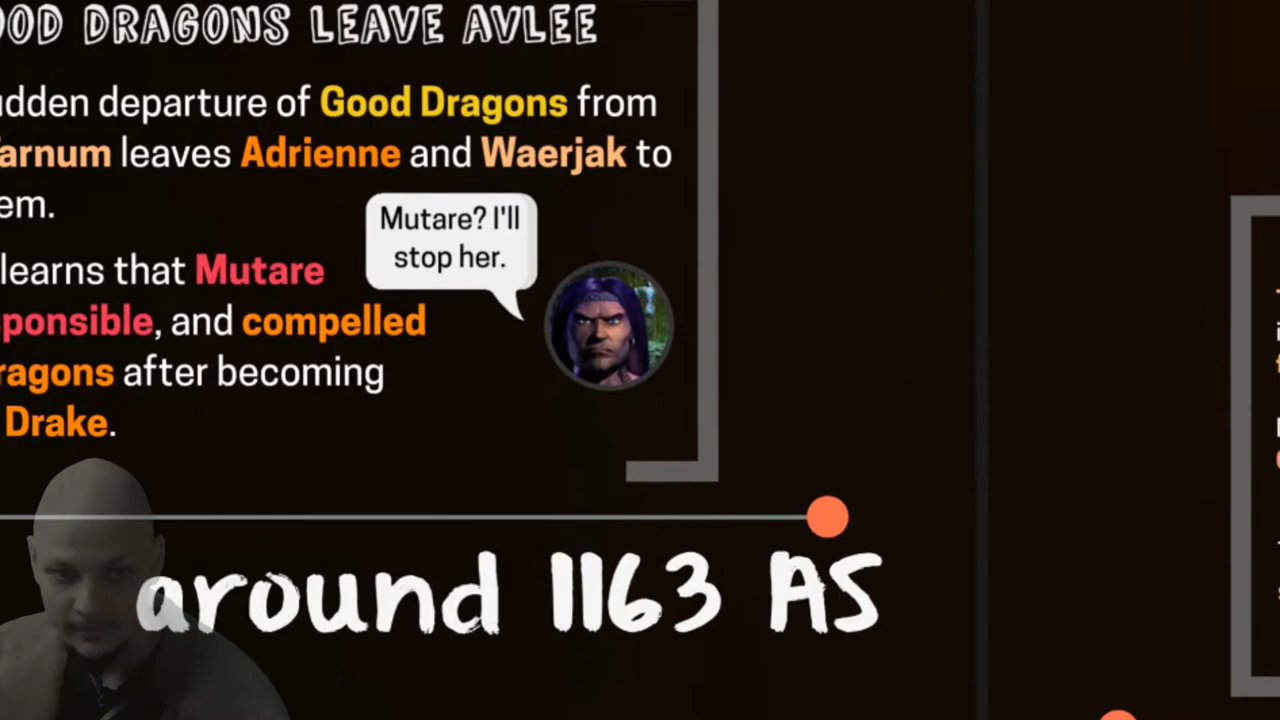 OOD DRAGONS LEAVE AVLEE
udden departure of Good Dragons from
arnum leaves Adrienne and Waerjak to
em.
Mutare? I'll
stop her.
learns that Mutare
sponsible, and compelled
ragons after becoming
Drake.
around 1163 AS